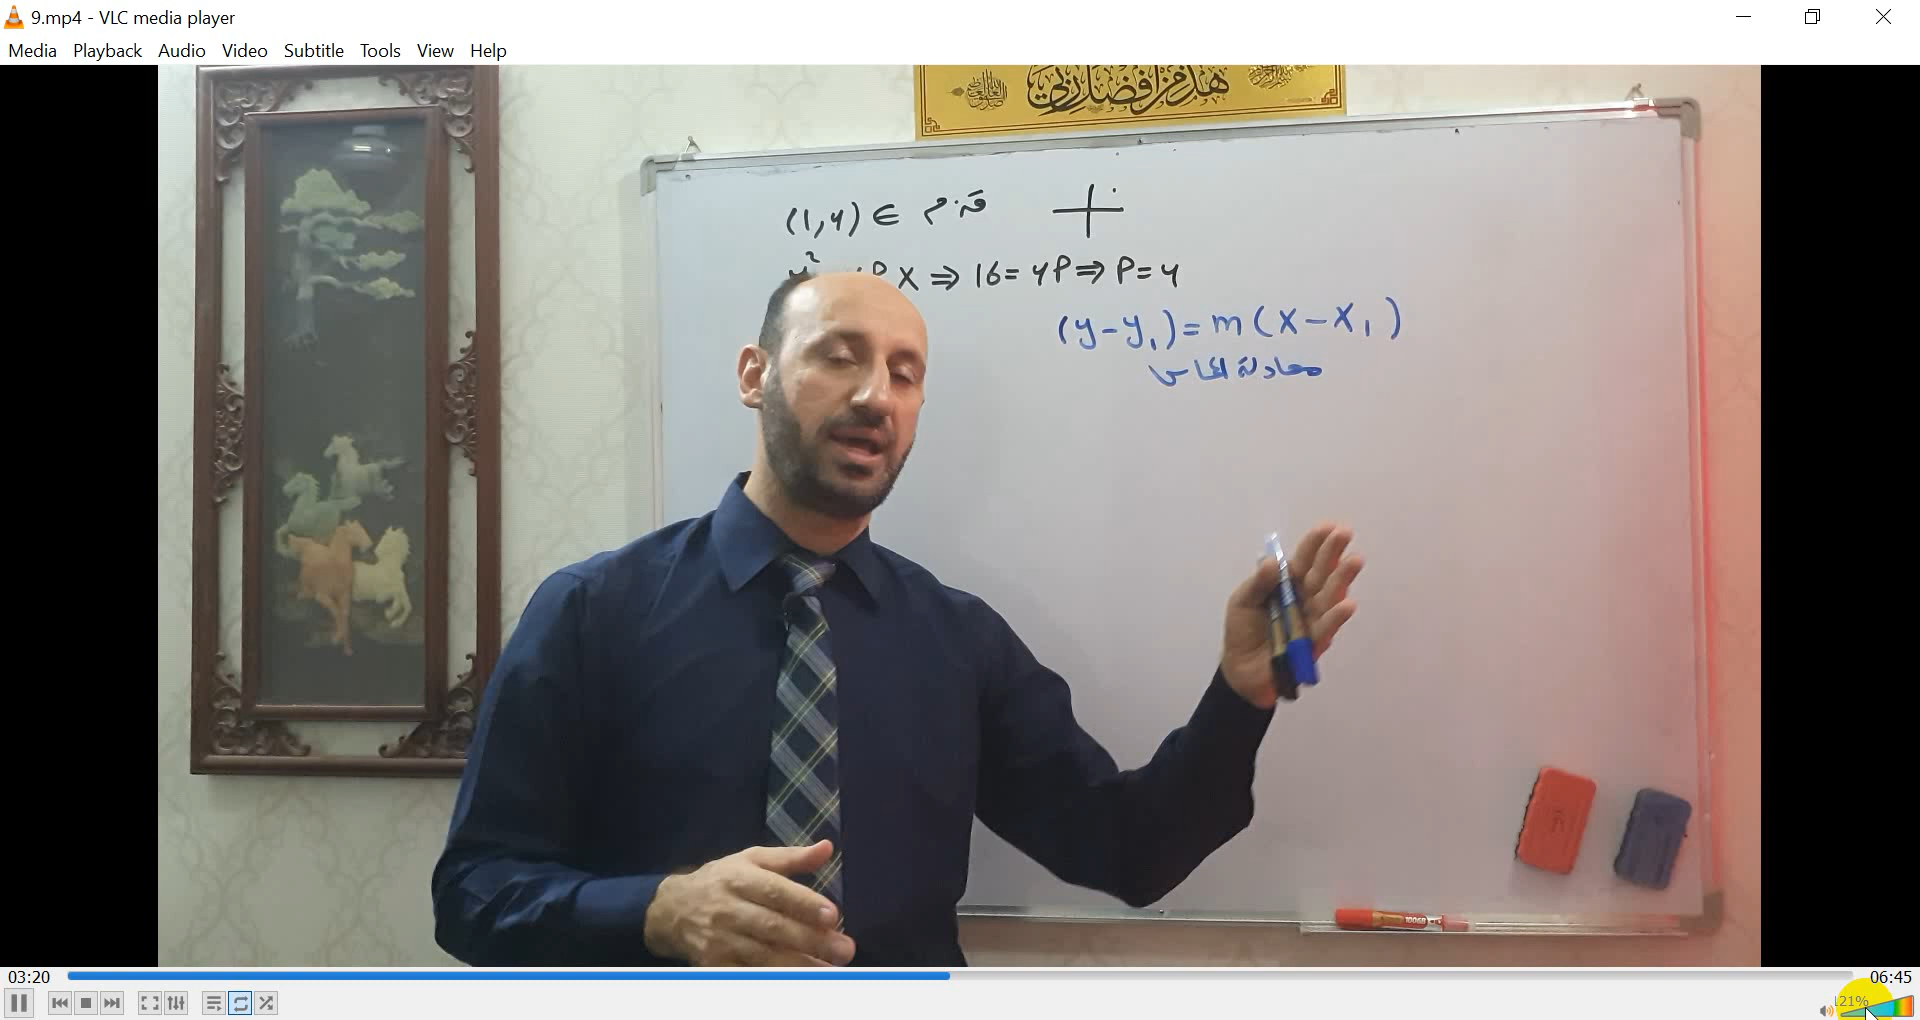 9.mp4 - VLC media player
Media Playback Audio Video Subtitle Tools View Help
هذا من فضل ربي
(1,4) ∈
x ⇒ 16 = 4P ⇒ P = 4
(y - y₁) = m (x - x₁)
معادلة المماس
03:20
06:45
121%